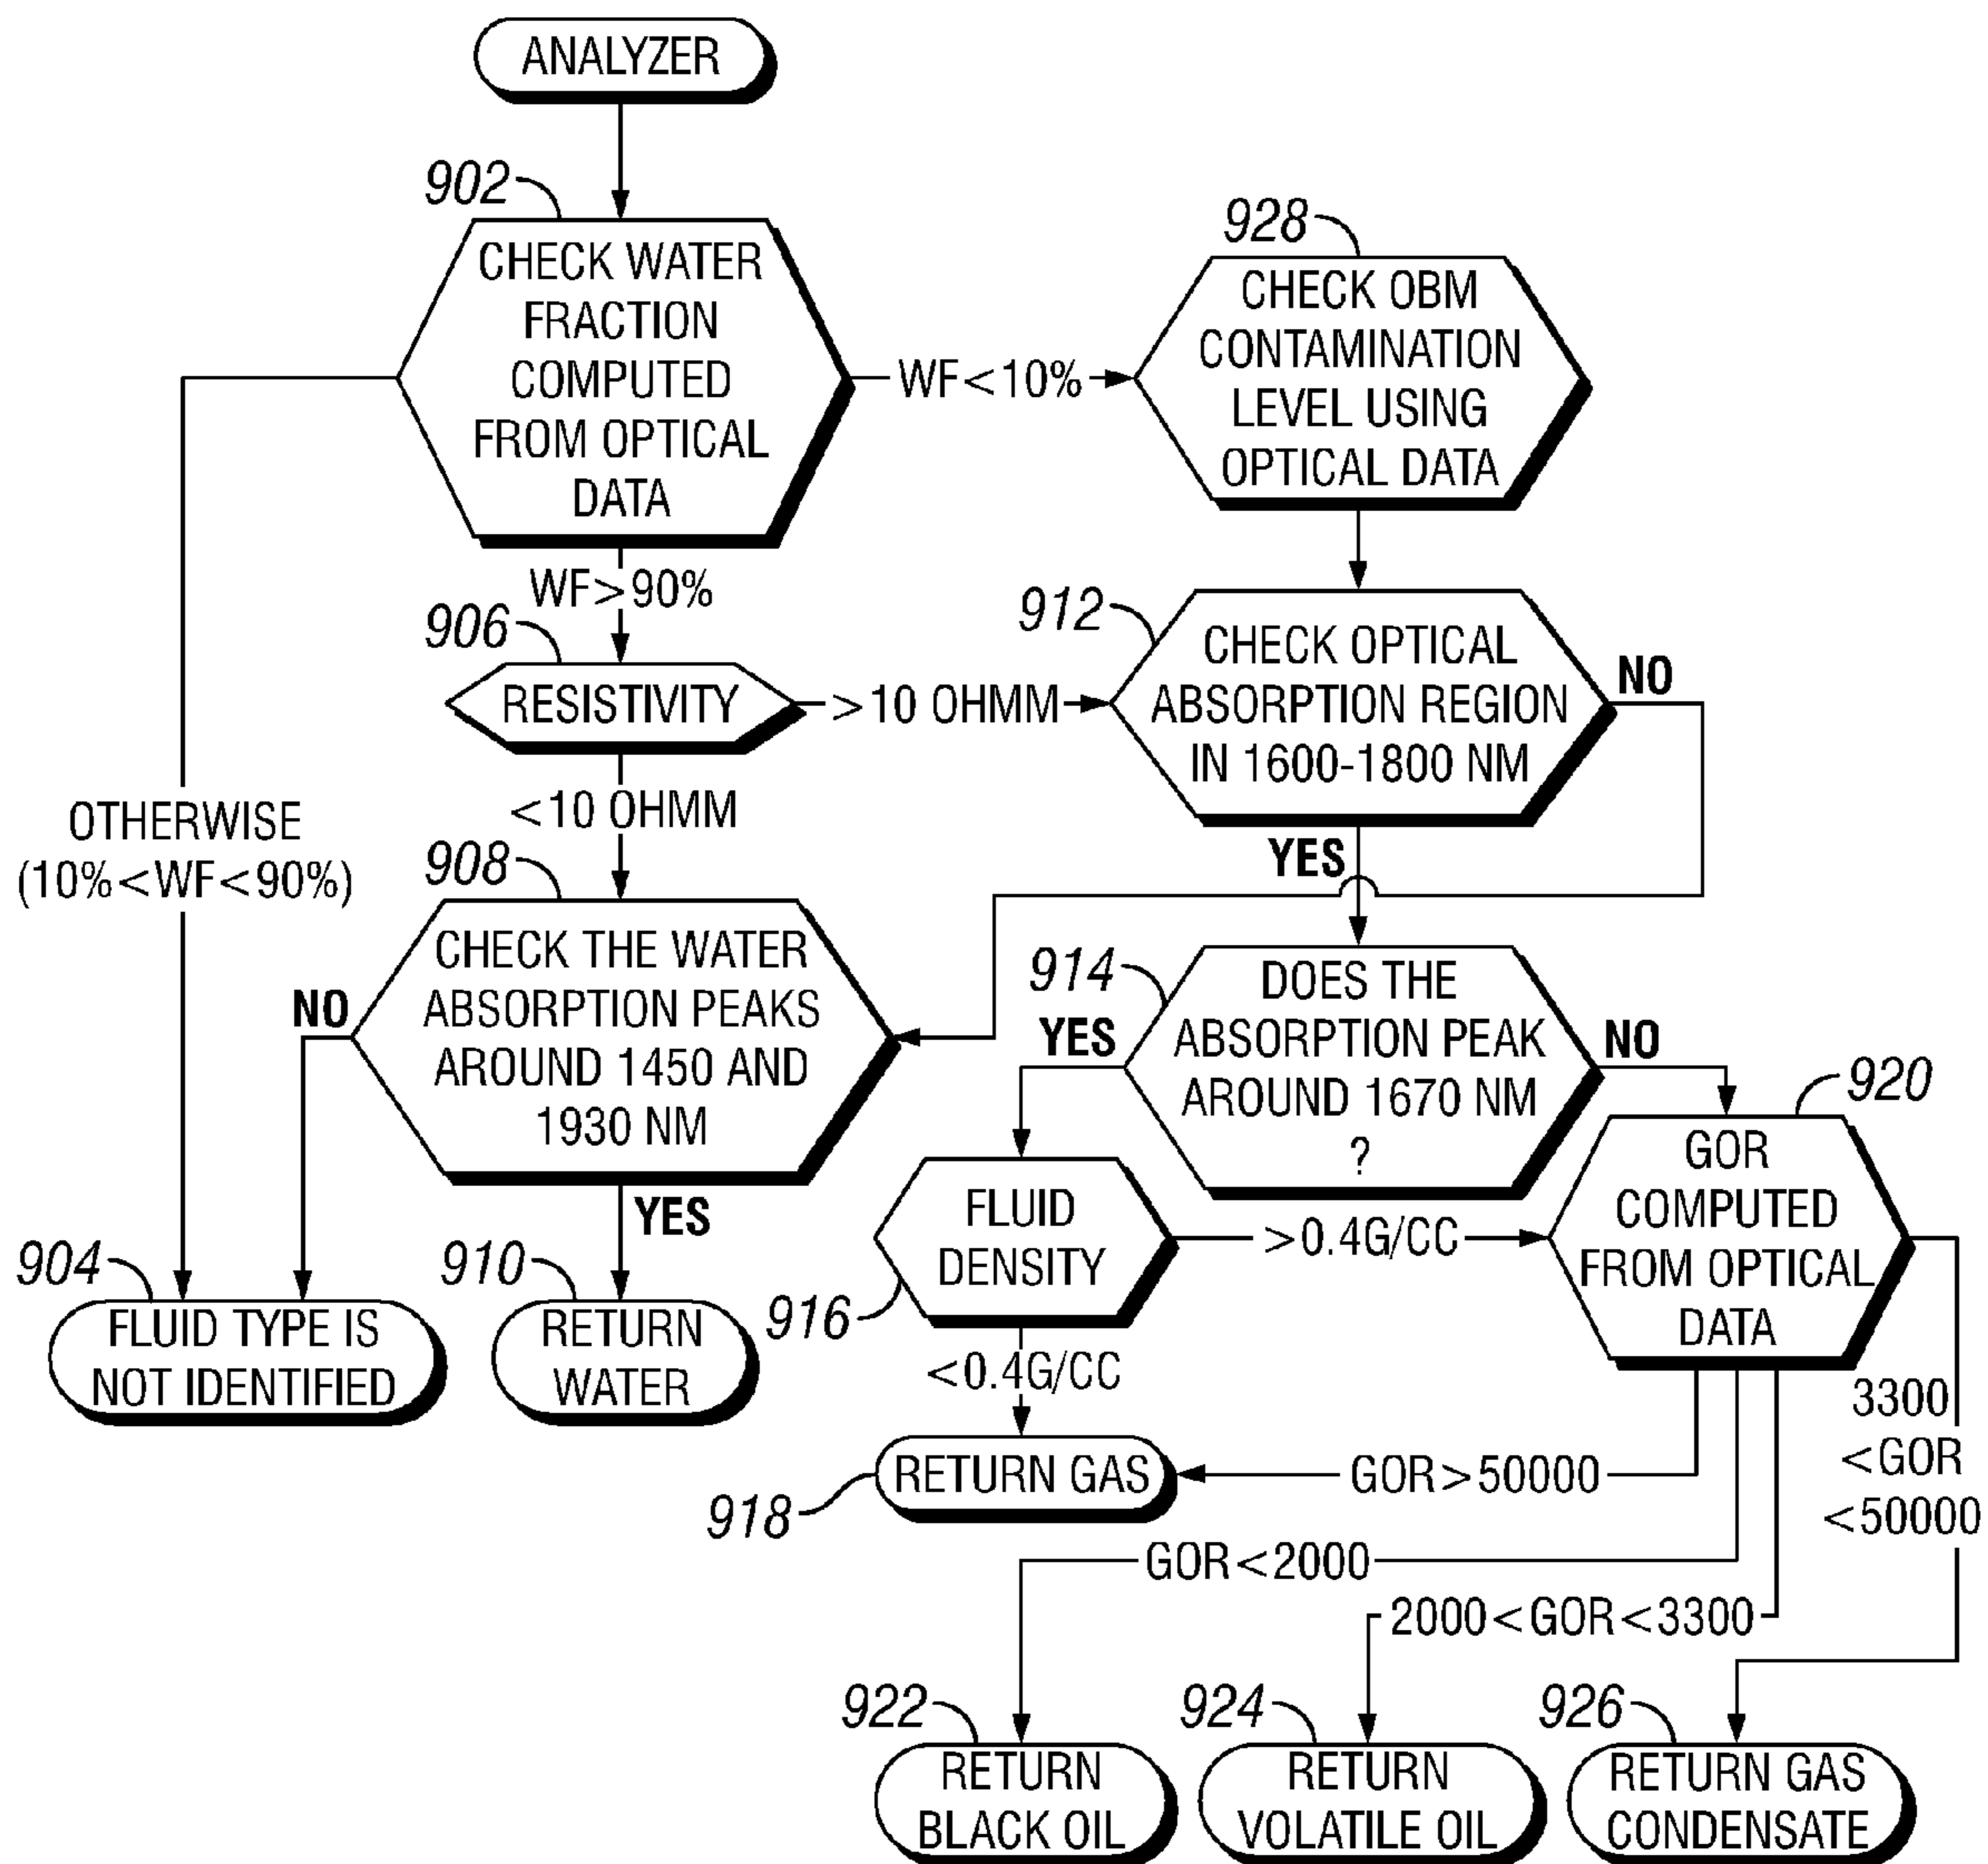 ANALYZER
902
CHECK WATER
FRACTION
COMPUTED
FROM OPTICAL
DATA
WF<10%
928
CHECK OBM
CONTAMINATION
LEVEL USING
OPTICAL DATA
WF>90%
906
RESISTIVITY
>10 OHMM
912
CHECK OPTICAL
ABSORPTION REGION
IN 1600-1800 NM
NO
YES
<10 OHMM
OTHERWISE
(10%<WF<90%)
908
CHECK THE WATER
ABSORPTION PEAKS
AROUND 1450 AND
1930 NM
NO
YES
914
DOES THE
ABSORPTION PEAK
AROUND 1670 NM
?
YES
NO
920
GOR
COMPUTED
FROM OPTICAL
DATA
FLUID
DENSITY
916
>0.4G/CC
<0.4G/CC
904
FLUID TYPE IS
NOT IDENTIFIED
910
RETURN
WATER
RETURN GAS
918
GOR>50000
3300
<GOR
<50000
GOR<2000
2000<GOR<3300
922
RETURN
BLACK OIL
924
RETURN
VOLATILE OIL
926
RETURN GAS
CONDENSATE